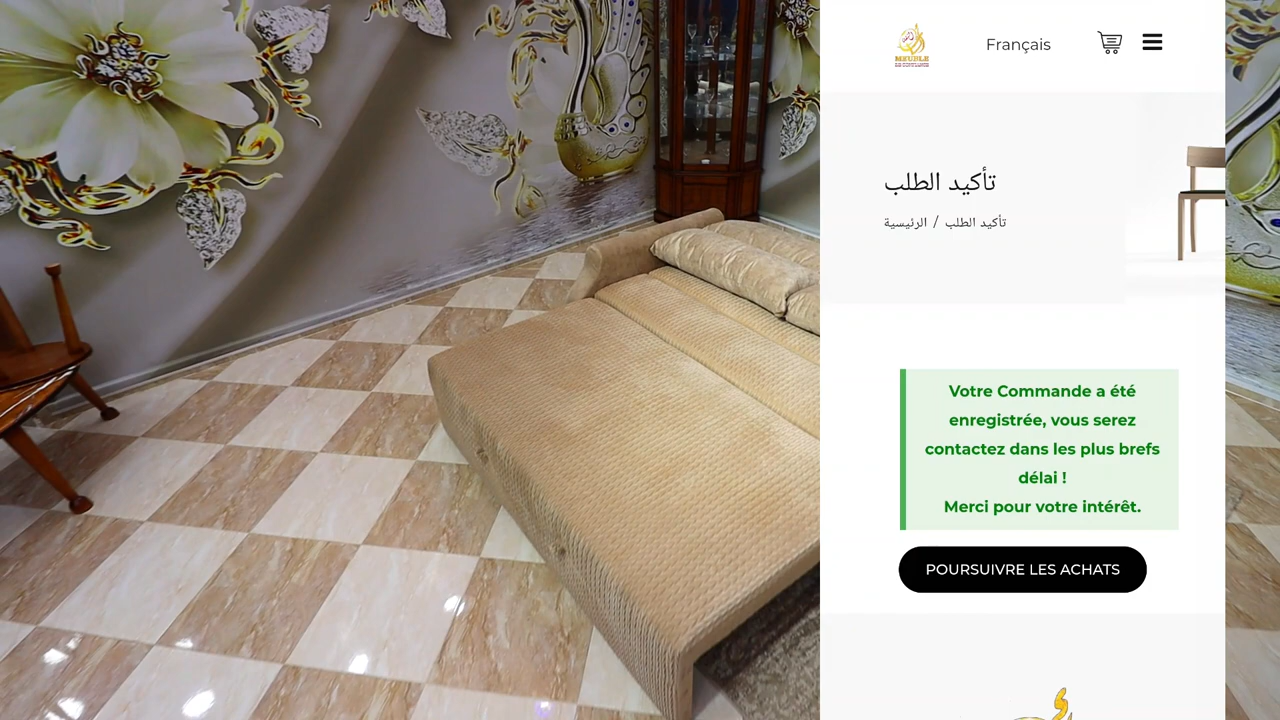 MEUBLE
Français
تأكيد الطلب
الرئيسية / تأكيد الطلب
Votre Commande a été
enregistrée, vous serez
contactez dans les plus brefs
délai !
Merci pour votre intérêt.
POURSUIVRE LES ACHATS